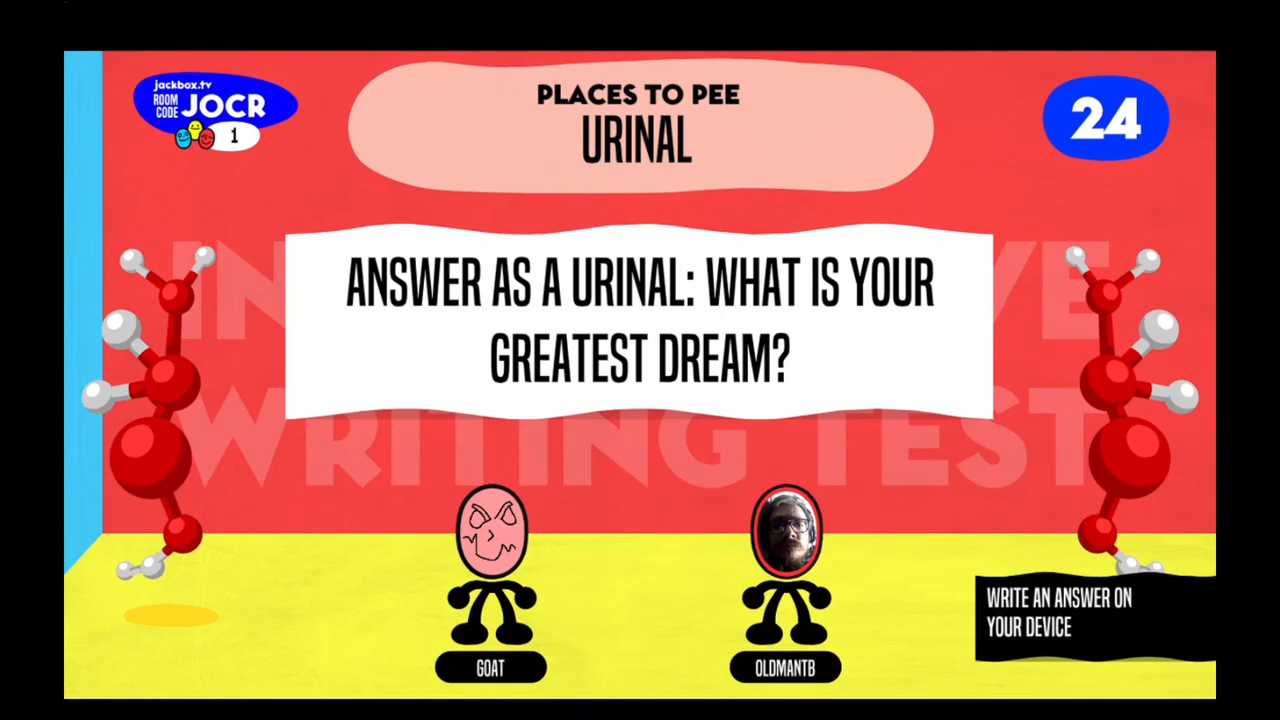 jackbox.tv
ROOM CODE JOCR
1
PLACES TO PEE
URINAL
24
ANSWER AS A URINAL: WHAT IS YOUR
GREATEST DREAM?
WRITING TEST
GOAT
OLDMANTB
WRITE AN ANSWER ON
YOUR DEVICE